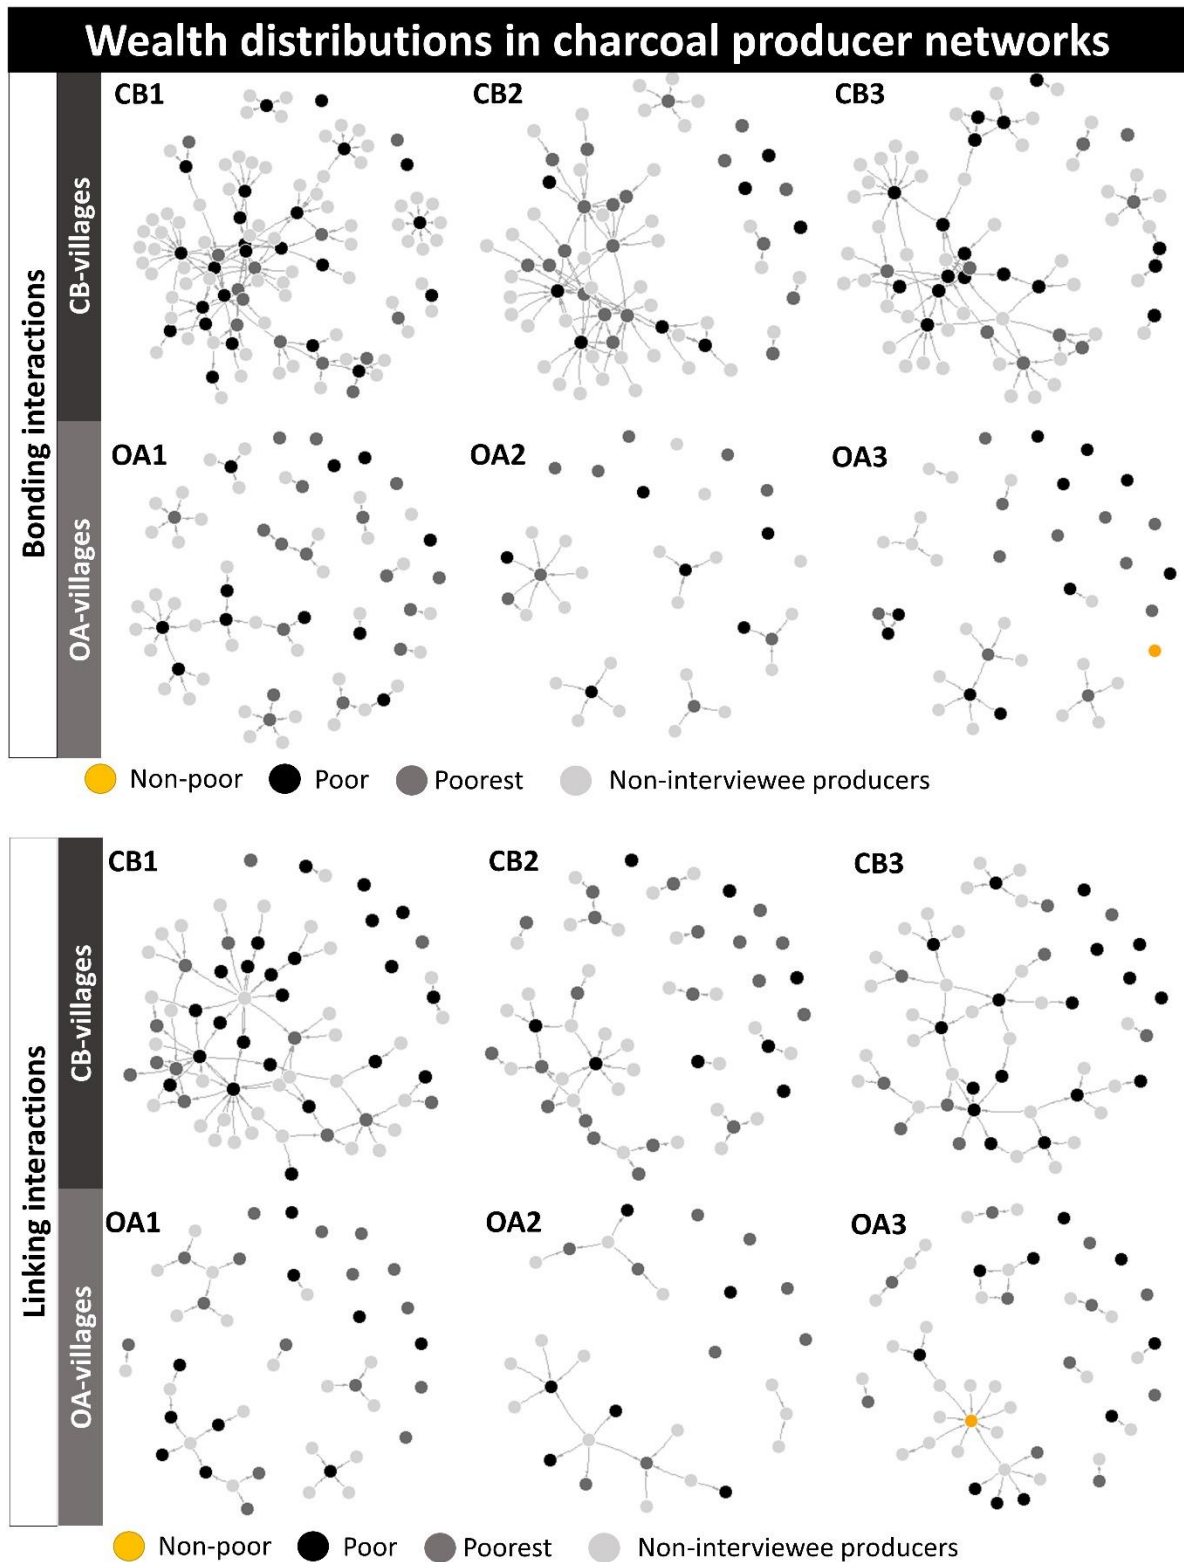 Wealth distributions in charcoal producer networks
Bonding interactions
CB-villages
CB1
CB2
CB3
OA-villages
OA1
OA2
OA3
Non-poor
Poor
Poorest
Non-interviewee producers
Linking interactions
CB-villages
CB1
CB2
CB3
OA-villages
OA1
OA2
OA3
Non-poor
Poor
Poorest
Non-interviewee producers